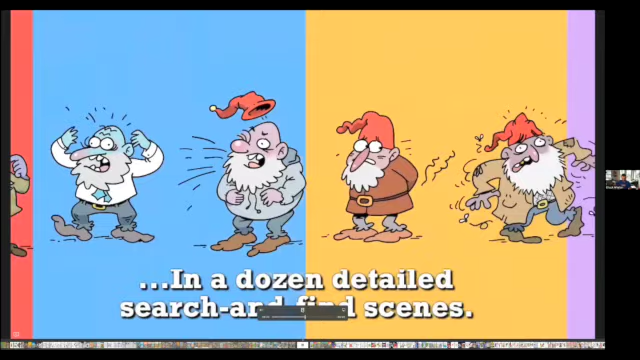 ...In a dozen detailed
search-and find scenes.